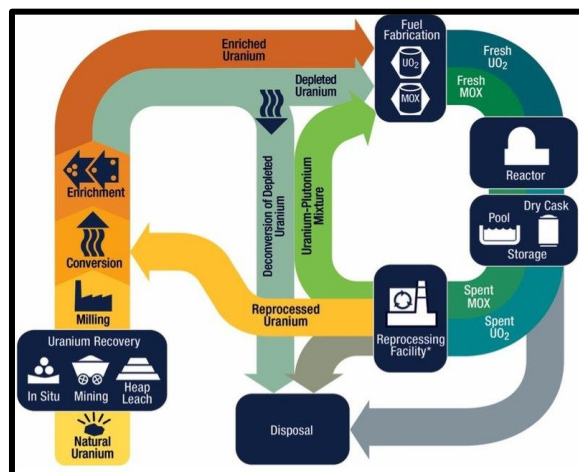 Fuel
Fabrication
UO₂
MOX
Enriched
Uranium
Depleted
Uranium
Fresh
UO₂
Fresh
MOX
Reactor
Dry Cask
Pool
Storage
Enrichment
Deconversion of Depleted
Uranium
Uranium-Plutonium
Mixture
Conversion
Milling
Reprocessed
Uranium
Spent
MOX
Spent
UO₂
Reprocessing
Facility*
Uranium Recovery
In Situ
Mining
Heap
Leach
Natural
Uranium
Disposal